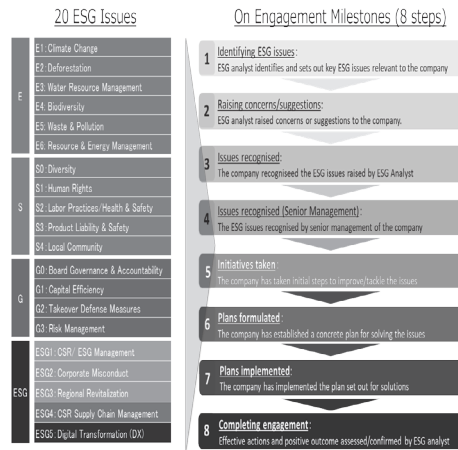 20 ESG Issues
E
E1: Climate Change
E2: Deforestation
E3: Water Resource Management
E4: Biodiversity
E5: Waste & Pollution
E6: Resource & Energy Management
S
S0: Diversity
S1: Human Rights
S2: Labor Practices/Health & Safety
S3: Product Liability & Safety
S4: Local Community
G
G0: Board Governance & Accountability
G1: Capital Efficiency
G2: Takeover Defense Measures
G3: Risk Management
ESG
ESG1: CSR/ ESG Management
ESG2: Corporate Misconduct
ESG3: Regional Revitalization
ESG4: CSR Supply Chain Management
ESG5: Digital Transformation (DX)
On Engagement Milestones (8 steps)
1
Identifying ESG issues:
ESG analyst identifies and sets out key ESG issues relevant to the company
2
Raising concerns/suggestions:
ESG analyst raised concerns or suggestions to the company.
3
Issues recognised:
The company recogniseed the ESG issues raised by ESG Analyst
4
Issues recognised (Senior Management):
The ESG issues recognised by senior management of the company
5
Initiatives taken:
The company has taken initial steps to improve/tackle the issues
6
Plans formulated:
The company has established a concrete plan for solving the issues
7
Plans implemented:
The company has implemented the plan set out for solutions
8
Completing engagement:
Effective actions and positive outcome assessed/confirmed by ESG analyst